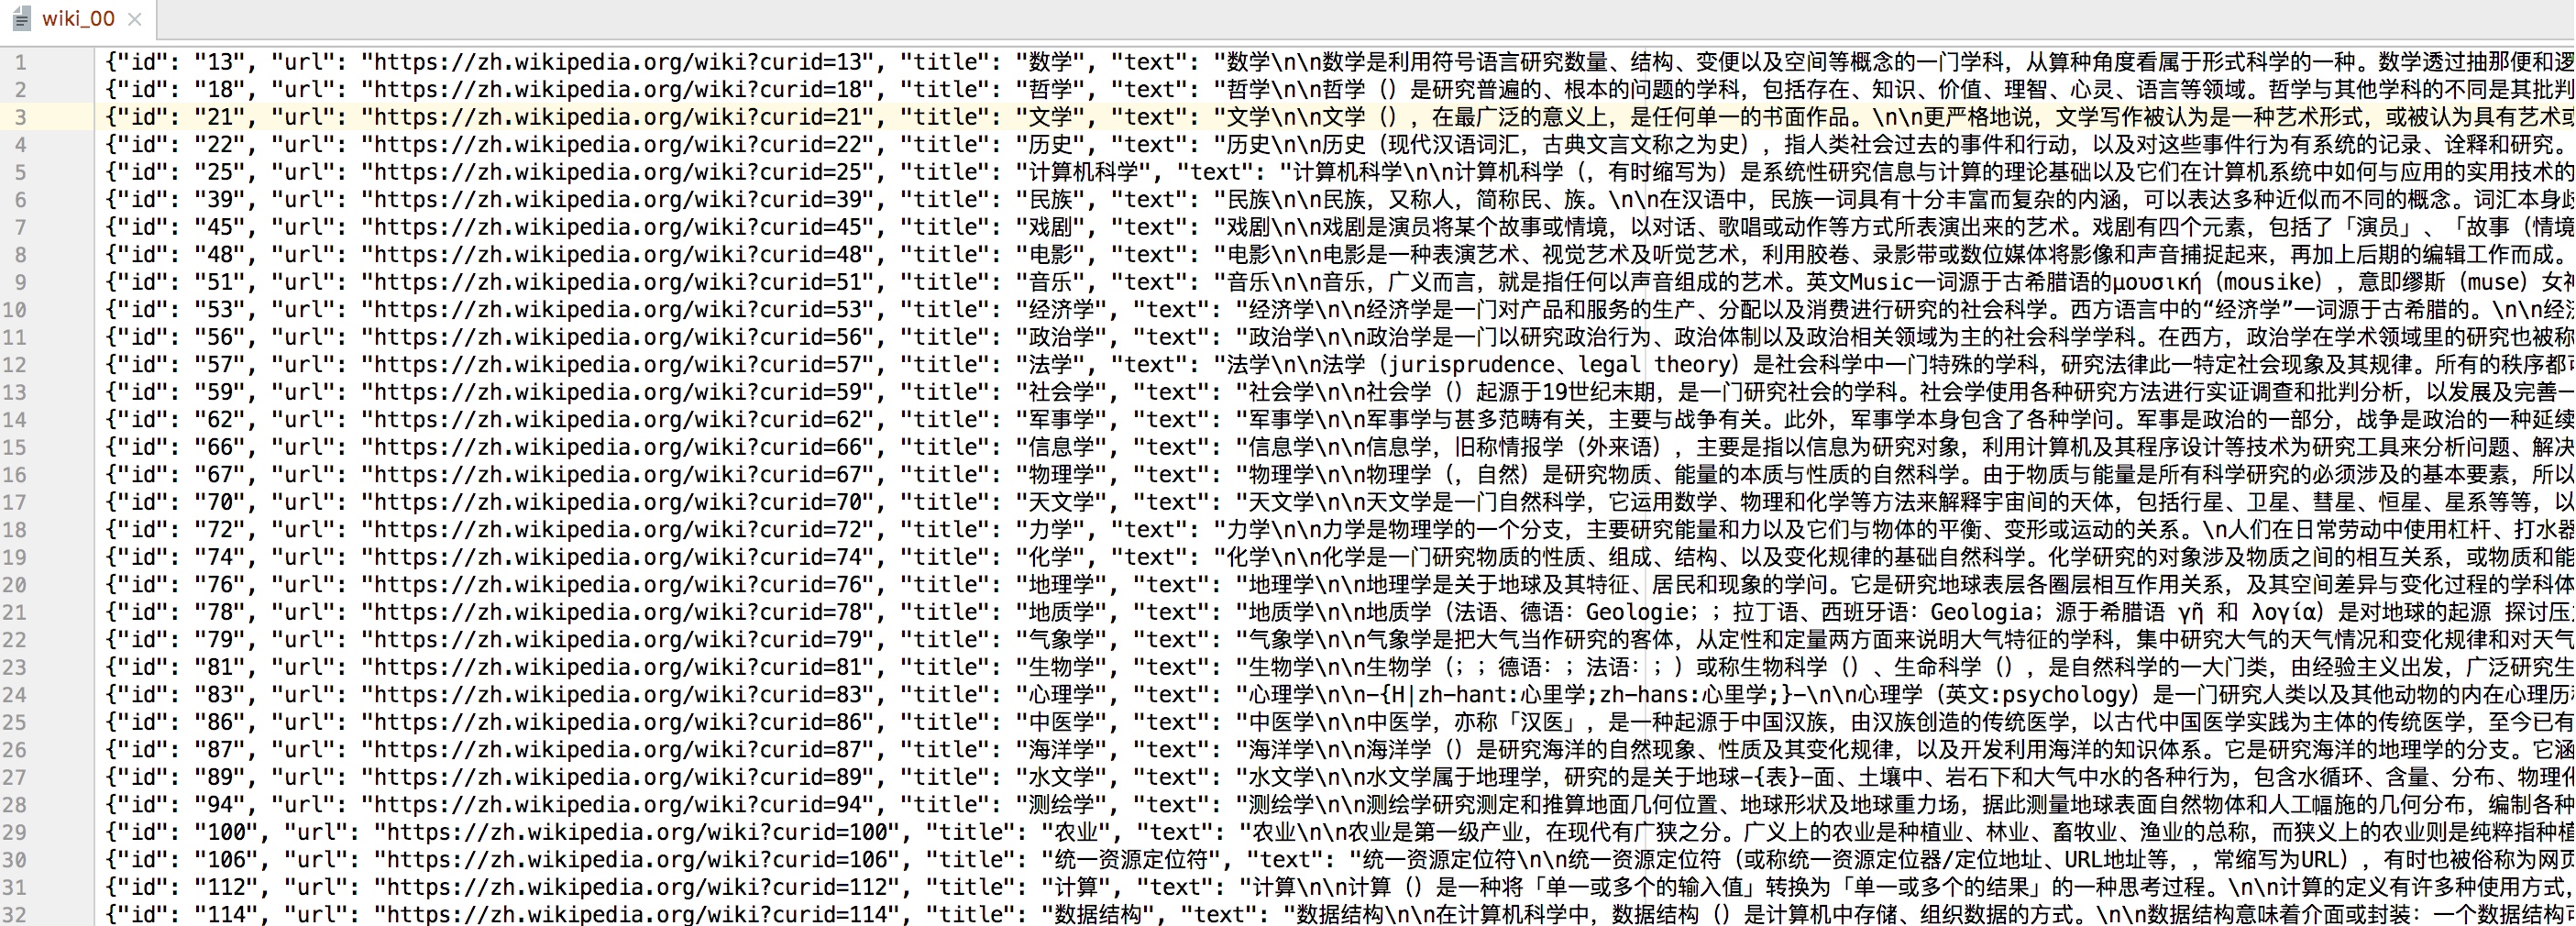 wiki_00
1 {"id": "13", "url": "https://zh.wikipedia.org/wiki?curid=13", "title": "数学", "text": "数学\n\n数学是利用符号语言研究数量、结构、变便以及空间等概念的一门学科，从算种角度看属于形式科学的一种。数学透过抽那便和逻
2 {"id": "18", "url": "https://zh.wikipedia.org/wiki?curid=18", "title": "哲学", "text": "哲学\n\n哲学（）是研究普遍的、根本的问题的学科，包括存在、知识、价值、理智、心灵、语言等领域。哲学与其他学科的不同是其批判
3 {"id": "21", "url": "https://zh.wikipedia.org/wiki?curid=21", "title": "文学", "text": "文学\n\n文学（），在最广泛的意义上，是任何单一的书面作品。\n\n更严格地说，文学写作被认为是一种艺术形式，或被认为具有艺术或
4 {"id": "22", "url": "https://zh.wikipedia.org/wiki?curid=22", "title": "历史", "text": "历史\n\n历史（现代汉语词汇，古典文言文称之为史），指人类社会过去的事件和行动，以及对这些事件行为有系统的记录、诠释和研究。
5 {"id": "25", "url": "https://zh.wikipedia.org/wiki?curid=25", "title": "计算机科学", "text": "计算机科学\n\n计算机科学（，有时缩写为）是系统性研究信息与计算的理论基础以及它们在计算机系统中如何与应用的实用技术的
6 {"id": "39", "url": "https://zh.wikipedia.org/wiki?curid=39", "title": "民族", "text": "民族\n\n民族，又称人，简称民、族。\n\n在汉语中，民族一词具有十分丰富而复杂的内涵，可以表达多种近似而不同的概念。词汇本身
7 {"id": "45", "url": "https://zh.wikipedia.org/wiki?curid=45", "title": "戏剧", "text": "戏剧\n\n戏剧是演员将某个故事或情境，以对话、歌唱或动作等方式所表演出来的艺术。戏剧有四个元素，包括了「演员」、「故事（情境
8 {"id": "48", "url": "https://zh.wikipedia.org/wiki?curid=48", "title": "电影", "text": "电影\n\n电影是一种表演艺术、视觉艺术及听觉艺术，利用胶卷、录影带或数位媒体将影像和声音捕捉起来，再加上后期的编辑工作而成。
9 {"id": "51", "url": "https://zh.wikipedia.org/wiki?curid=51", "title": "音乐", "text": "音乐\n\n音乐，广义而言，就是指任何以声音组成的艺术。英文Music一词源于古希腊语的μουσική（mousike），意即缪斯（muse）女神
10 {"id": "53", "url": "https://zh.wikipedia.org/wiki?curid=53", "title": "经济学", "text": "经济学\n\n经济学是一门对产品和服务的生产、分配以及消费进行研究的社会科学。西方语言中的“经济学”一词源于古希腊的。\n\n经济
11 {"id": "56", "url": "https://zh.wikipedia.org/wiki?curid=56", "title": "政治学", "text": "政治学\n\n政治学是一门以研究政治行为、政治体制以及政治相关领域为主的社会科学学科。在西方，政治学在学术领域里的研究也被称
12 {"id": "57", "url": "https://zh.wikipedia.org/wiki?curid=57", "title": "法学", "text": "法学\n\n法学（jurisprudence、legal theory）是社会科学中一门特殊的学科，研究法律此一特定社会现象及其规律。所有的秩序都
13 {"id": "59", "url": "https://zh.wikipedia.org/wiki?curid=59", "title": "社会学", "text": "社会学\n\n社会学（）起源于19世纪末期，是一门研究社会的学科。社会学使用各种研究方法进行实证调查和批判分析，以发展及完善一
14 {"id": "62", "url": "https://zh.wikipedia.org/wiki?curid=62", "title": "军事学", "text": "军事学\n\n军事学与甚多范畴有关，主要与战争有关。此外，军事学本身包含了各种学问。军事是政治的一部分，战争是政治的一种延续
15 {"id": "66", "url": "https://zh.wikipedia.org/wiki?curid=66", "title": "信息学", "text": "信息学\n\n信息学，旧称情报学（外来语），主要是指以信息为研究对象，利用计算机及其程序设计等技术为研究工具来分析问题、解决
16 {"id": "67", "url": "https://zh.wikipedia.org/wiki?curid=67", "title": "物理学", "text": "物理学\n\n物理学（，自然）是研究物质、能量的本质与性质的自然科学。由于物质与能量是所有科学研究的必须涉及的基本要素，所以
17 {"id": "70", "url": "https://zh.wikipedia.org/wiki?curid=70", "title": "天文学", "text": "天文学\n\n天文学是一门自然科学，它运用数学、物理和化学等方法来解释宇宙间的天体，包括行星、卫星、彗星、恒星、星系等等，以
18 {"id": "72", "url": "https://zh.wikipedia.org/wiki?curid=72", "title": "力学", "text": "力学\n\n力学是物理学的一个分支，主要研究能量和力以及它们与物体的平衡、变形或运动的关系。\n人们在日常劳动中使用杠杆、打水器
19 {"id": "74", "url": "https://zh.wikipedia.org/wiki?curid=74", "title": "化学", "text": "化学\n\n化学是一门研究物质的性质、组成、结构、以及变化规律的基础自然科学。化学研究的对象涉及物质之间的相互关系，或物质和能
20 {"id": "76", "url": "https://zh.wikipedia.org/wiki?curid=76", "title": "地理学", "text": "地理学\n\n地理学是关于地球及其特征、居民和现象的学问。它是研究地球表层各圈层相互作用关系，及其空间差异与变化过程的学科体
21 {"id": "78", "url": "https://zh.wikipedia.org/wiki?curid=78", "title": "地质学", "text": "地质学\n\n地质学（法语、德语：Geologie；；拉丁语、西班牙语：Geologia；源于希腊语 γῆ 和 λογία）是对地球的起源 探讨压
22 {"id": "79", "url": "https://zh.wikipedia.org/wiki?curid=79", "title": "气象学", "text": "气象学\n\n气象学是把大气当作研究的客体，从定性和定量两方面来说明大气特征的学科，集中研究大气的天气情况和变化规律和对天气
23 {"id": "81", "url": "https://zh.wikipedia.org/wiki?curid=81", "title": "生物学", "text": "生物学\n\n生物学（；；德语：；法语：；）或称生物科学（）、生命科学（），是自然科学的一大门类，由经验主义出发，广泛研究生
24 {"id": "83", "url": "https://zh.wikipedia.org/wiki?curid=83", "title": "心理学", "text": "心理学\n\n-{H|zh-hant:心里学;zh-hans:心里学;}-\n\n心理学（英文:psychology）是一门研究人类以及其他动物的内在心理历
25 {"id": "86", "url": "https://zh.wikipedia.org/wiki?curid=86", "title": "中医学", "text": "中医学\n\n中医学，亦称「汉医」，是一种起源于中国汉族，由汉族创造的传统医学，以古代中国医学实践为主体的传统医学，至今已有
26 {"id": "87", "url": "https://zh.wikipedia.org/wiki?curid=87", "title": "海洋学", "text": "海洋学\n\n海洋学（）是研究海洋的自然现象、性质及其变化规律，以及开发利用海洋的知识体系。它是研究海洋的地理学的分支。它涵
27 {"id": "89", "url": "https://zh.wikipedia.org/wiki?curid=89", "title": "水文学", "text": "水文学\n\n水文学属于地理学，研究的是关于地球-{表}-面、土壤中、岩石下和大气中水的各种行为，包含水循环、含量、分布、物理化
28 {"id": "94", "url": "https://zh.wikipedia.org/wiki?curid=94", "title": "测绘学", "text": "测绘学\n\n测绘学研究测定和推算地面几何位置、地球形状及地球重力场，据此测量地球表面自然物体和人工幅施的几何分布，编制各种
29 {"id": "100", "url": "https://zh.wikipedia.org/wiki?curid=100", "title": "农业", "text": "农业\n\n农业是第一级产业，在现代有广狭之分。广义上的农业是种植业、林业、畜牧业、渔业的总称，而狭义上的农业则是纯粹指种植
30 {"id": "106", "url": "https://zh.wikipedia.org/wiki?curid=106", "title": "统一资源定位符", "text": "统一资源定位符\n\n统一资源定位符（或称统一资源定位器/定位地址、URL地址等，，常缩写为URL），有时也被俗称为网页
31 {"id": "112", "url": "https://zh.wikipedia.org/wiki?curid=112", "title": "计算", "text": "计算\n\n计算（）是一种将「单一或多个的输入值」转换为「单一或多个的结果」的一种思考过程。\n\n计算的定义有许多种使用方式，
32 {"id": "114", "url": "https://zh.wikipedia.org/wiki?curid=114", "title": "数据结构", "text": "数据结构\n\n在计算机科学中，数据结构（）是计算机中存储、组织数据的方式。\n\n数据结构意味着介面或封装：一个数据结构